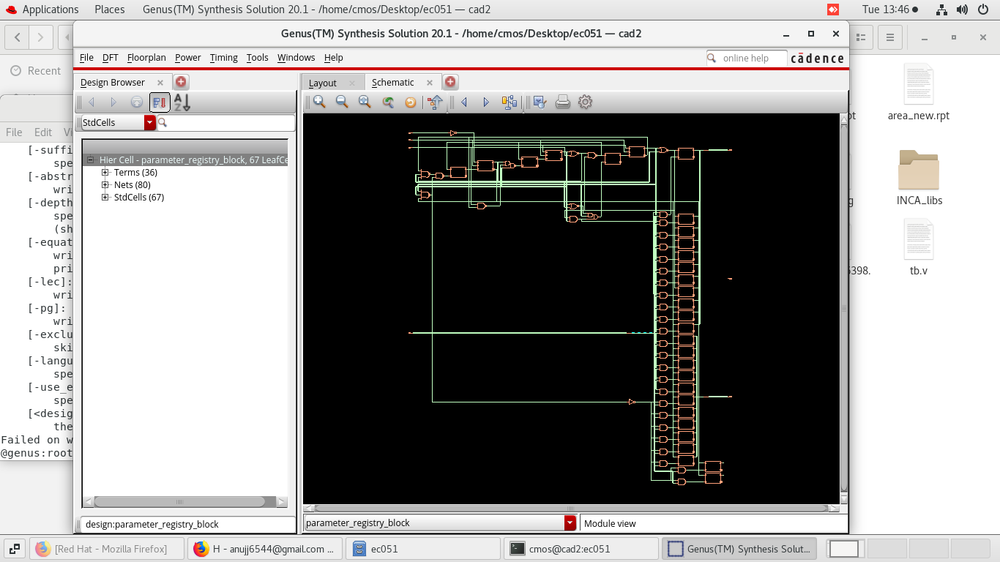 Applications Places Genus(TM) Synthesis Solution 20.1 - /home/cmos/Desktop/ec051 — cad2 Tue 13:46
Genus(TM) Synthesis Solution 20.1 - /home/cmos/Desktop/ec051 — cad2
Recent
File DFT Floorplan Power Timing Tools Windows Help
online help
cādence
Design Browser
Layout
Schematic
StdCells
File Edit Vi
Hier Cell - parameter_registry_block, 67 LeafCe
Terms (36)
Nets (80)
StdCells (67)
[-suffi
spe
[-abstr
wri
[-depth
spe
(sh
[-equat
wri
pri
[-lec]:
wri
[-pg]:
wri
[-exclu
ski
[-langu
spe
[-use_e
spe
[<desig
the
Failed on w
@genus:root
pt
area_new.rpt
g
INCA_libs
5398.
tb.v
design:parameter_registry_block
parameter_registry_block
Module view
[Red Hat - Mozilla Firefox]
H - anujj6544@gmail.com ...
ec051
cmos@cad2:ec051
Genus(TM) Synthesis Solut...